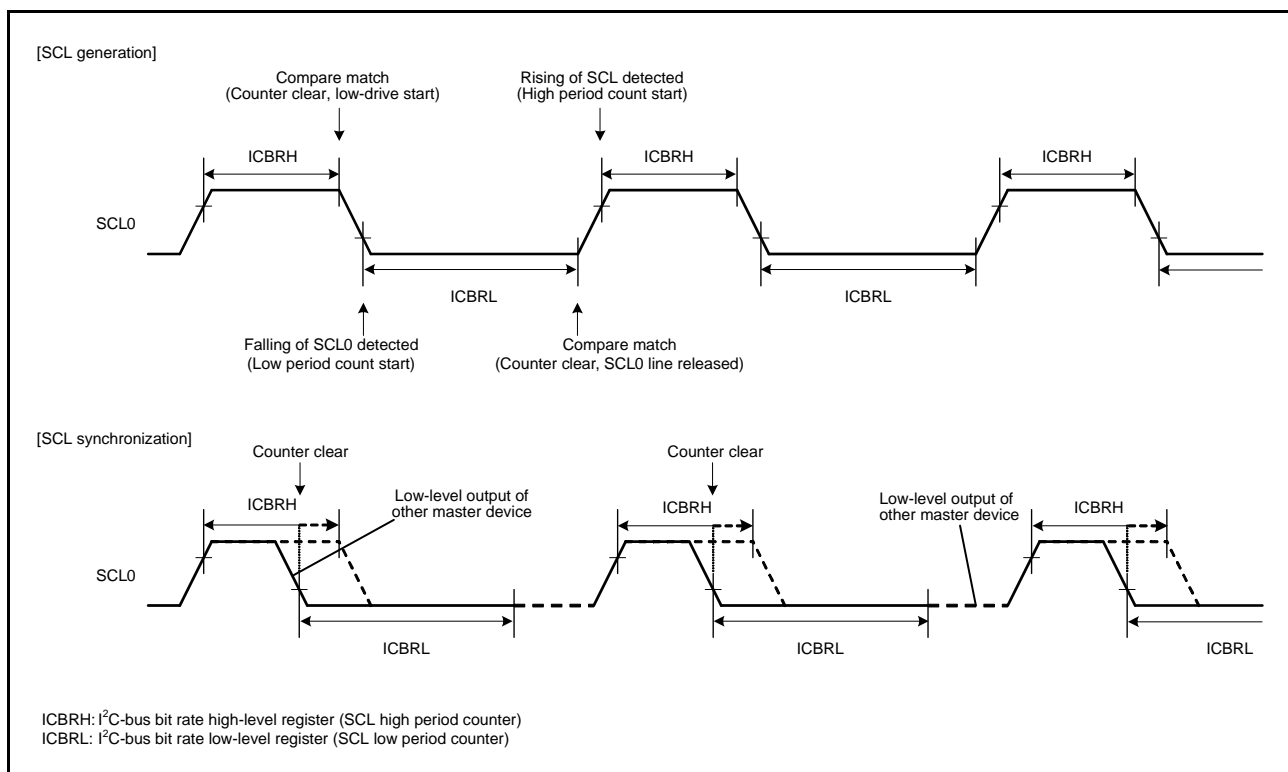 [SCL generation]
Compare match
(Counter clear, low-drive start)
Rising of SCL detected
(High period count start)
ICBRH
ICBRH
ICBRH
SCL0
ICBRL
ICBRL
Falling of SCL0 detected
(Low period count start)
Compare match
(Counter clear, SCL0 line released)
[SCL synchronization]
Counter clear
Counter clear
ICBRH
Low-level output of
other master device
ICBRH
Low-level output of
other master device
ICBRH
SCL0
ICBRL
ICBRL
ICBRL
ICBRH: I²C-bus bit rate high-level register (SCL high period counter)
ICBRL: I²C-bus bit rate low-level register (SCL low period counter)